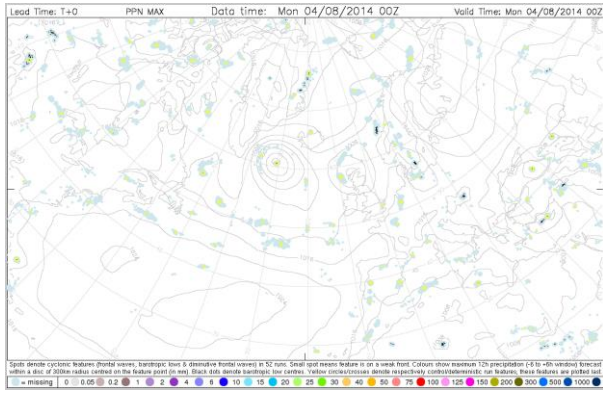 Lead Time: T+0 PPN MAX Data time: Mon 04/08/2014 00Z Valid Time: Mon 04/08/2014 00Z
Spots denote cyclonic features (frontal waves, barotropic lows & diminutive frontal waves) in 52 runs. Small spot means feature is on a weak front. Colours show maximum 12h precipitation (-6 to +6h window) forecast
within a disc of 300km radius centred on the feature point (in mm). Black dots denote barotropic low centres. Yellow circles/crosses denote respectively control/deterministic run features; these features are plotted last.
= missing 0 0.05 0.2 1 2 4 6 10 15 20 25 30 40 50 75 100 125 150 200 300 500 1000